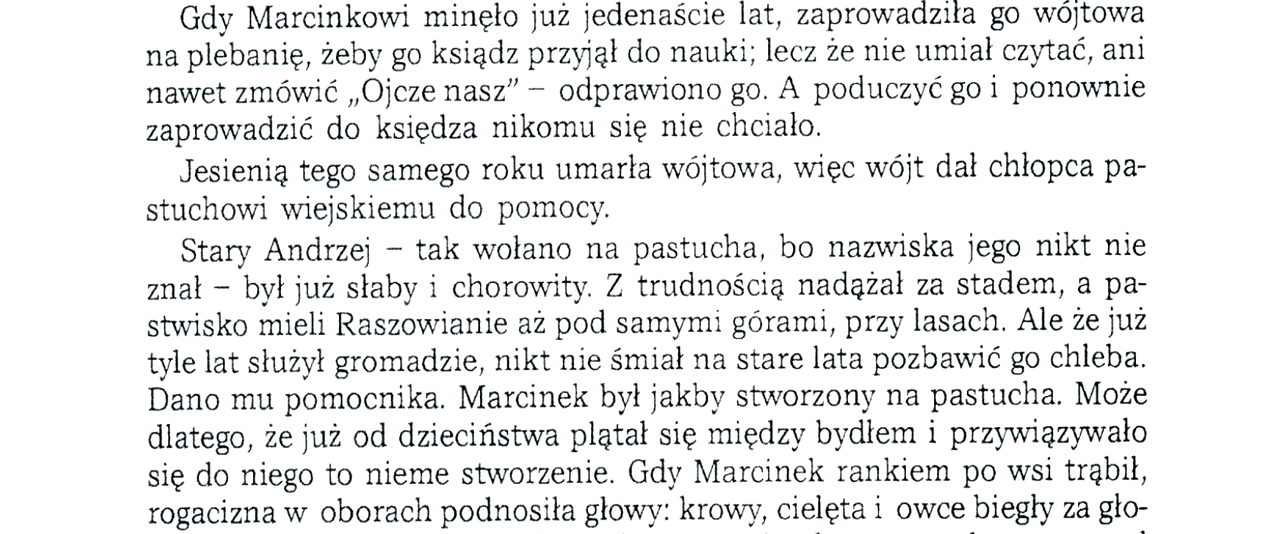 Gdy Marcinkowi minęło już jedenaście lat, zaprowadziła go wójtowa
na plebanię, żeby go ksiądz przyjął do nauki; lecz że nie umiał czytać, ani
nawet zmówić „Ojcze nasz” – odprawiono go. A poduczyć go i ponownie
zaprowadzić do księdza nikomu się nie chciało.
Jesienią tego samego roku umarła wójtowa, więc wójt dał chłopca pa-
stuchowi wiejskiemu do pomocy.
Stary Andrzej – tak wołano na pastucha, bo nazwiska jego nikt nie
znał – był już słaby i chorowity. Z trudnością nadążał za stadem, a pa-
stwisko mieli Raszowianie aż pod samymi górami, przy lasach. Ale że już
tyle lat służył gromadzie, nikt nie śmiał na stare lata pozbawić go chleba.
Dano mu pomocnika. Marcinek był jakby stworzony na pastucha. Może
dlatego, że już od dzieciństwa plątał się między bydłem i przywiązywało
się do niego to nieme stworzenie. Gdy Marcinek rankiem po wsi trąbił,
rogacizna w oborach podnosiła głowy: krowy, cielęta i owce biegły za gło-